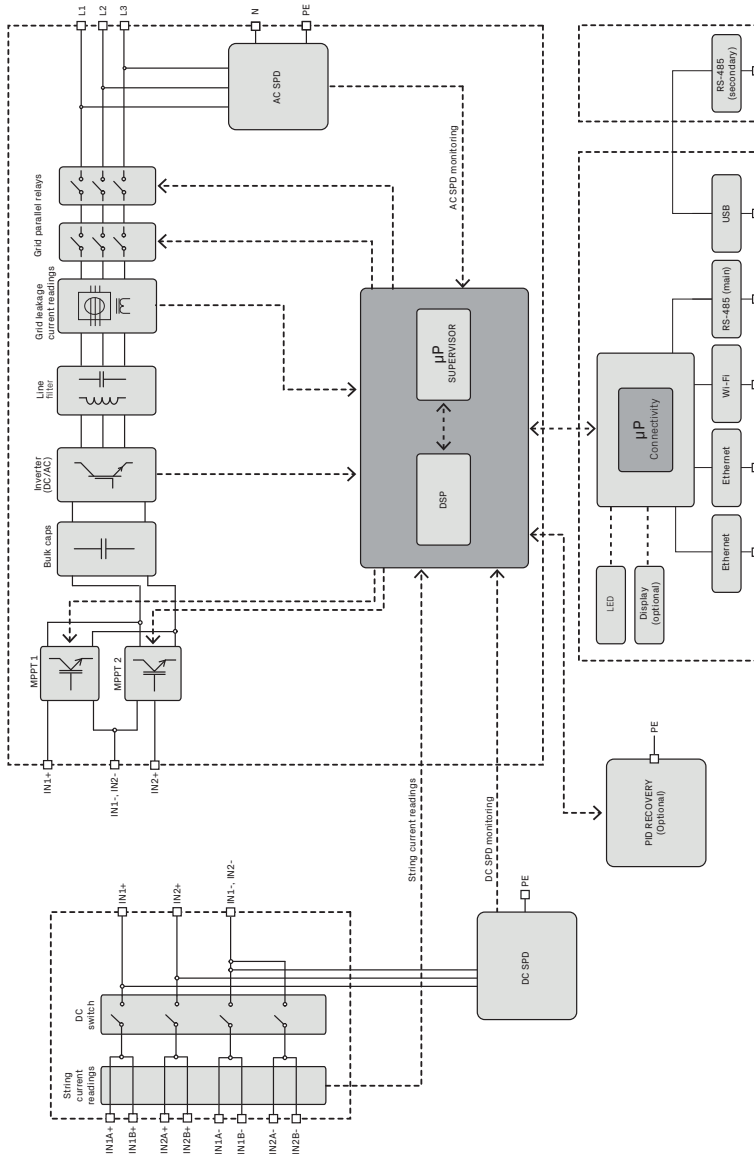 String
current
readings
DC
switch
IN1A+
IN1B+
IN2A+
IN2B+
IN1A-
IN1B-
IN2A-
IN2B-
IN1+
IN2+
IN1-, IN2-
DC SPD
PE
String current readings
DC SPD monitoring
IN1+
IN1-, IN2-
IN2+
MPPT 1
MPPT 2
Bulk caps
Inverter
(DC/AC)
Line
filter
Grid leakage
current readings
Grid parallel relays
L1
L2
L3
N
PE
AC SPD
AC SPD monitoring
DSP
µP
SUPERVISOR
PID RECOVERY
(Optional)
PE
LED
Display
(optional)
µP
Connectivity
Ethernet
Ethernet
Wi-Fi
RS-485 (main)
USB
RS-485
(secondary)